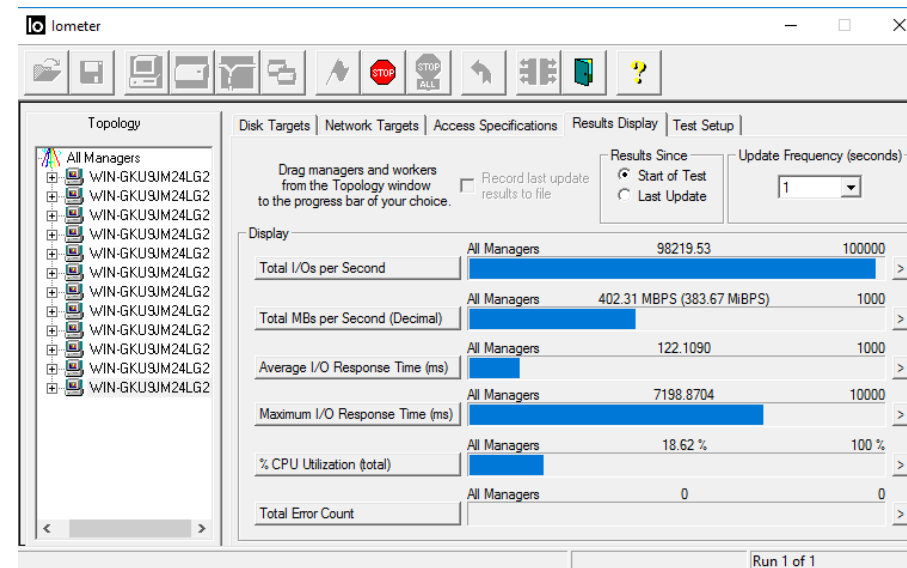 Iometer
STOP
STOP
ALL
?
Topology
Disk Targets
Network Targets
Access Specifications
Results Display
Test Setup
All Managers
WIN-GKU9JM24LG2
WIN-GKU9JM24LG2
WIN-GKU9JM24LG2
WIN-GKU9JM24LG2
WIN-GKU9JM24LG2
WIN-GKU9JM24LG2
WIN-GKU9JM24LG2
WIN-GKU9JM24LG2
WIN-GKU9JM24LG2
WIN-GKU9JM24LG2
WIN-GKU9JM24LG2
WIN-GKU9JM24LG2
Drag managers and workers
from the Topology window
to the progress bar of your choice.
Record last update
results to file
Results Since
Start of Test
Last Update
Update Frequency (seconds)
1
Display
All Managers 98219.53 100000
Total I/Os per Second
All Managers 402.31 MBPS (383.67 MiBPS) 1000
Total MBs per Second (Decimal)
All Managers 122.1090 1000
Average I/O Response Time (ms)
All Managers 7198.8704 10000
Maximum I/O Response Time (ms)
All Managers 18.62 % 100 %
% CPU Utilization (total)
All Managers 0 0
Total Error Count
Run 1 of 1